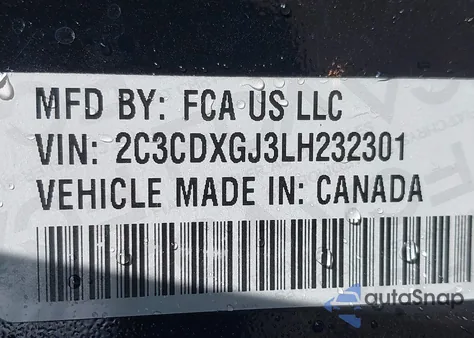 MFD BY: FCA US LLC
VIN: 2C3CDXGJ3LH232301
VEHICLE MADE IN: CANADA
autoSnap